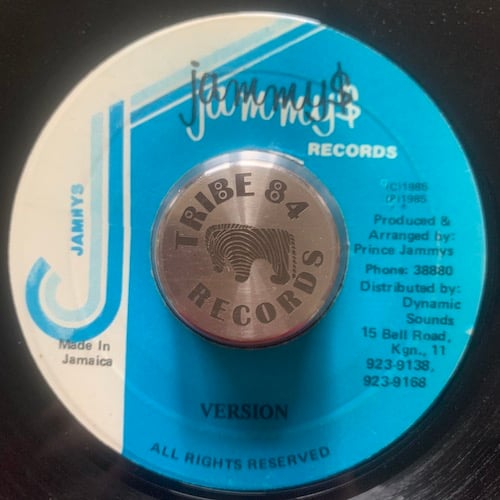 jammy$
RECORDS
JAMMYS
(C)1985
(P)1985
Produced &
Arranged by:
Prince Jammys
Phone: 38880
Distributed by:
Dynamic
Sounds
15 Bell Road,
Kgn., 11
923-9138,
923-9168
Made In
Jamaica
TRIBE 84
RECORDS
VERSION
ALL RIGHTS RESERVED